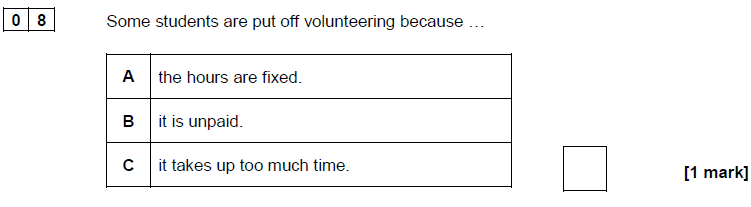 0 8 Some students are put off volunteering because …
A the hours are fixed.
B it is unpaid.
C it takes up too much time.
[1 mark]